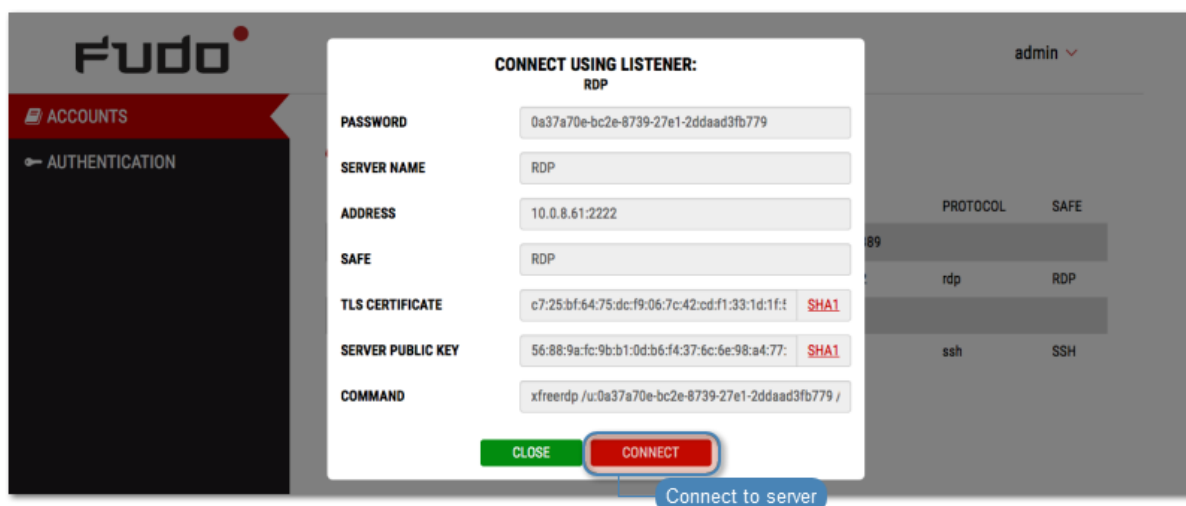 Fudo
admin
ACCOUNTS
AUTHENTICATION
CONNECT USING LISTENER:
RDP
PASSWORD 0a37a70e-bc2e-8739-27e1-2ddaad3fb779
SERVER NAME RDP
ADDRESS 10.0.8.61:2222
SAFE RDP
TLS CERTIFICATE c7:25:bf:64:75:dc:f9:06:7c:42:cd:f1:33:1d:1f: SHA1
SERVER PUBLIC KEY 56:88:9a:fc:9b:b1:0d:b6:f4:37:6c:6e:98:a4:77: SHA1
COMMAND xfreerdp /u:0a37a70e-bc2e-8739-27e1-2ddaad3fb779 /
CLOSE CONNECT
Connect to server
PROTOCOL SAFE
89
rdp RDP
ssh SSH